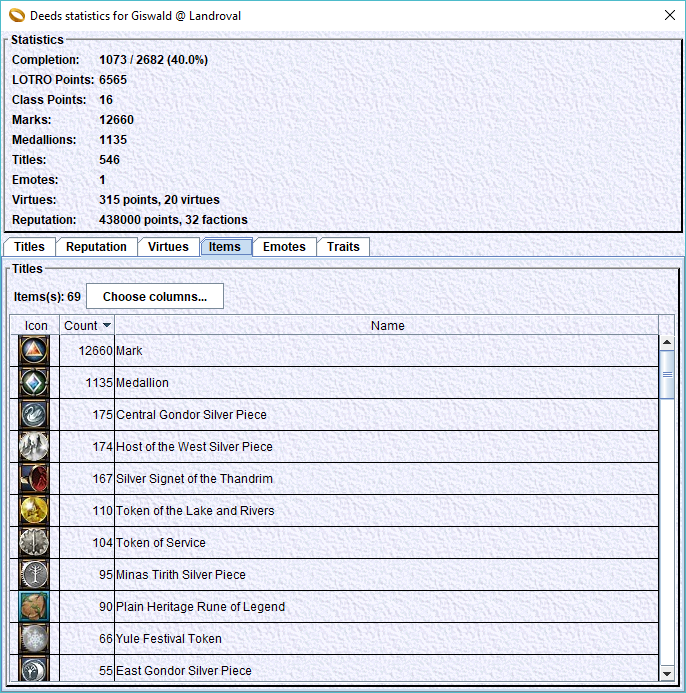 Deeds statistics for Giswald @ Landroval
Statistics
Completion: 1073 / 2682 (40.0%)
LOTRO Points: 6565
Class Points: 16
Marks: 12660
Medallions: 1135
Titles: 546
Emotes: 1
Virtues: 315 points, 20 virtues
Reputation: 438000 points, 32 factions
Titles Reputation Virtues Items Emotes Traits
Titles
Items(s): 69 Choose columns...
Icon Count Name
12660 Mark
1135 Medallion
175 Central Gondor Silver Piece
174 Host of the West Silver Piece
167 Silver Signet of the Thandrim
110 Token of the Lake and Rivers
104 Token of Service
95 Minas Tirith Silver Piece
90 Plain Heritage Rune of Legend
66 Yule Festival Token
55 East Gondor Silver Piece